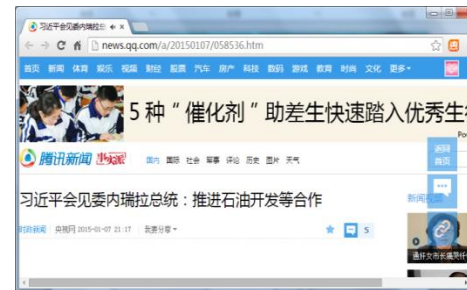 习近平会见委内瑞拉总
news.qq.com/a/20150107/058536.htm
首页 新闻 体育 娱乐 视频 财经 股票 汽车 房产 科技 数码 游戏 教育 时尚 文化 更多
5 种 “ 催化剂 ” 助差生快速踏入优秀生
腾讯新闻 国内 国际 社会 军事 评论 历史 图片 天气
返回
首页
习近平会见委内瑞拉总统：推进石油开发等合作
新闻
时政新闻 央视网 2015-01-07 21:17 我要分享 5